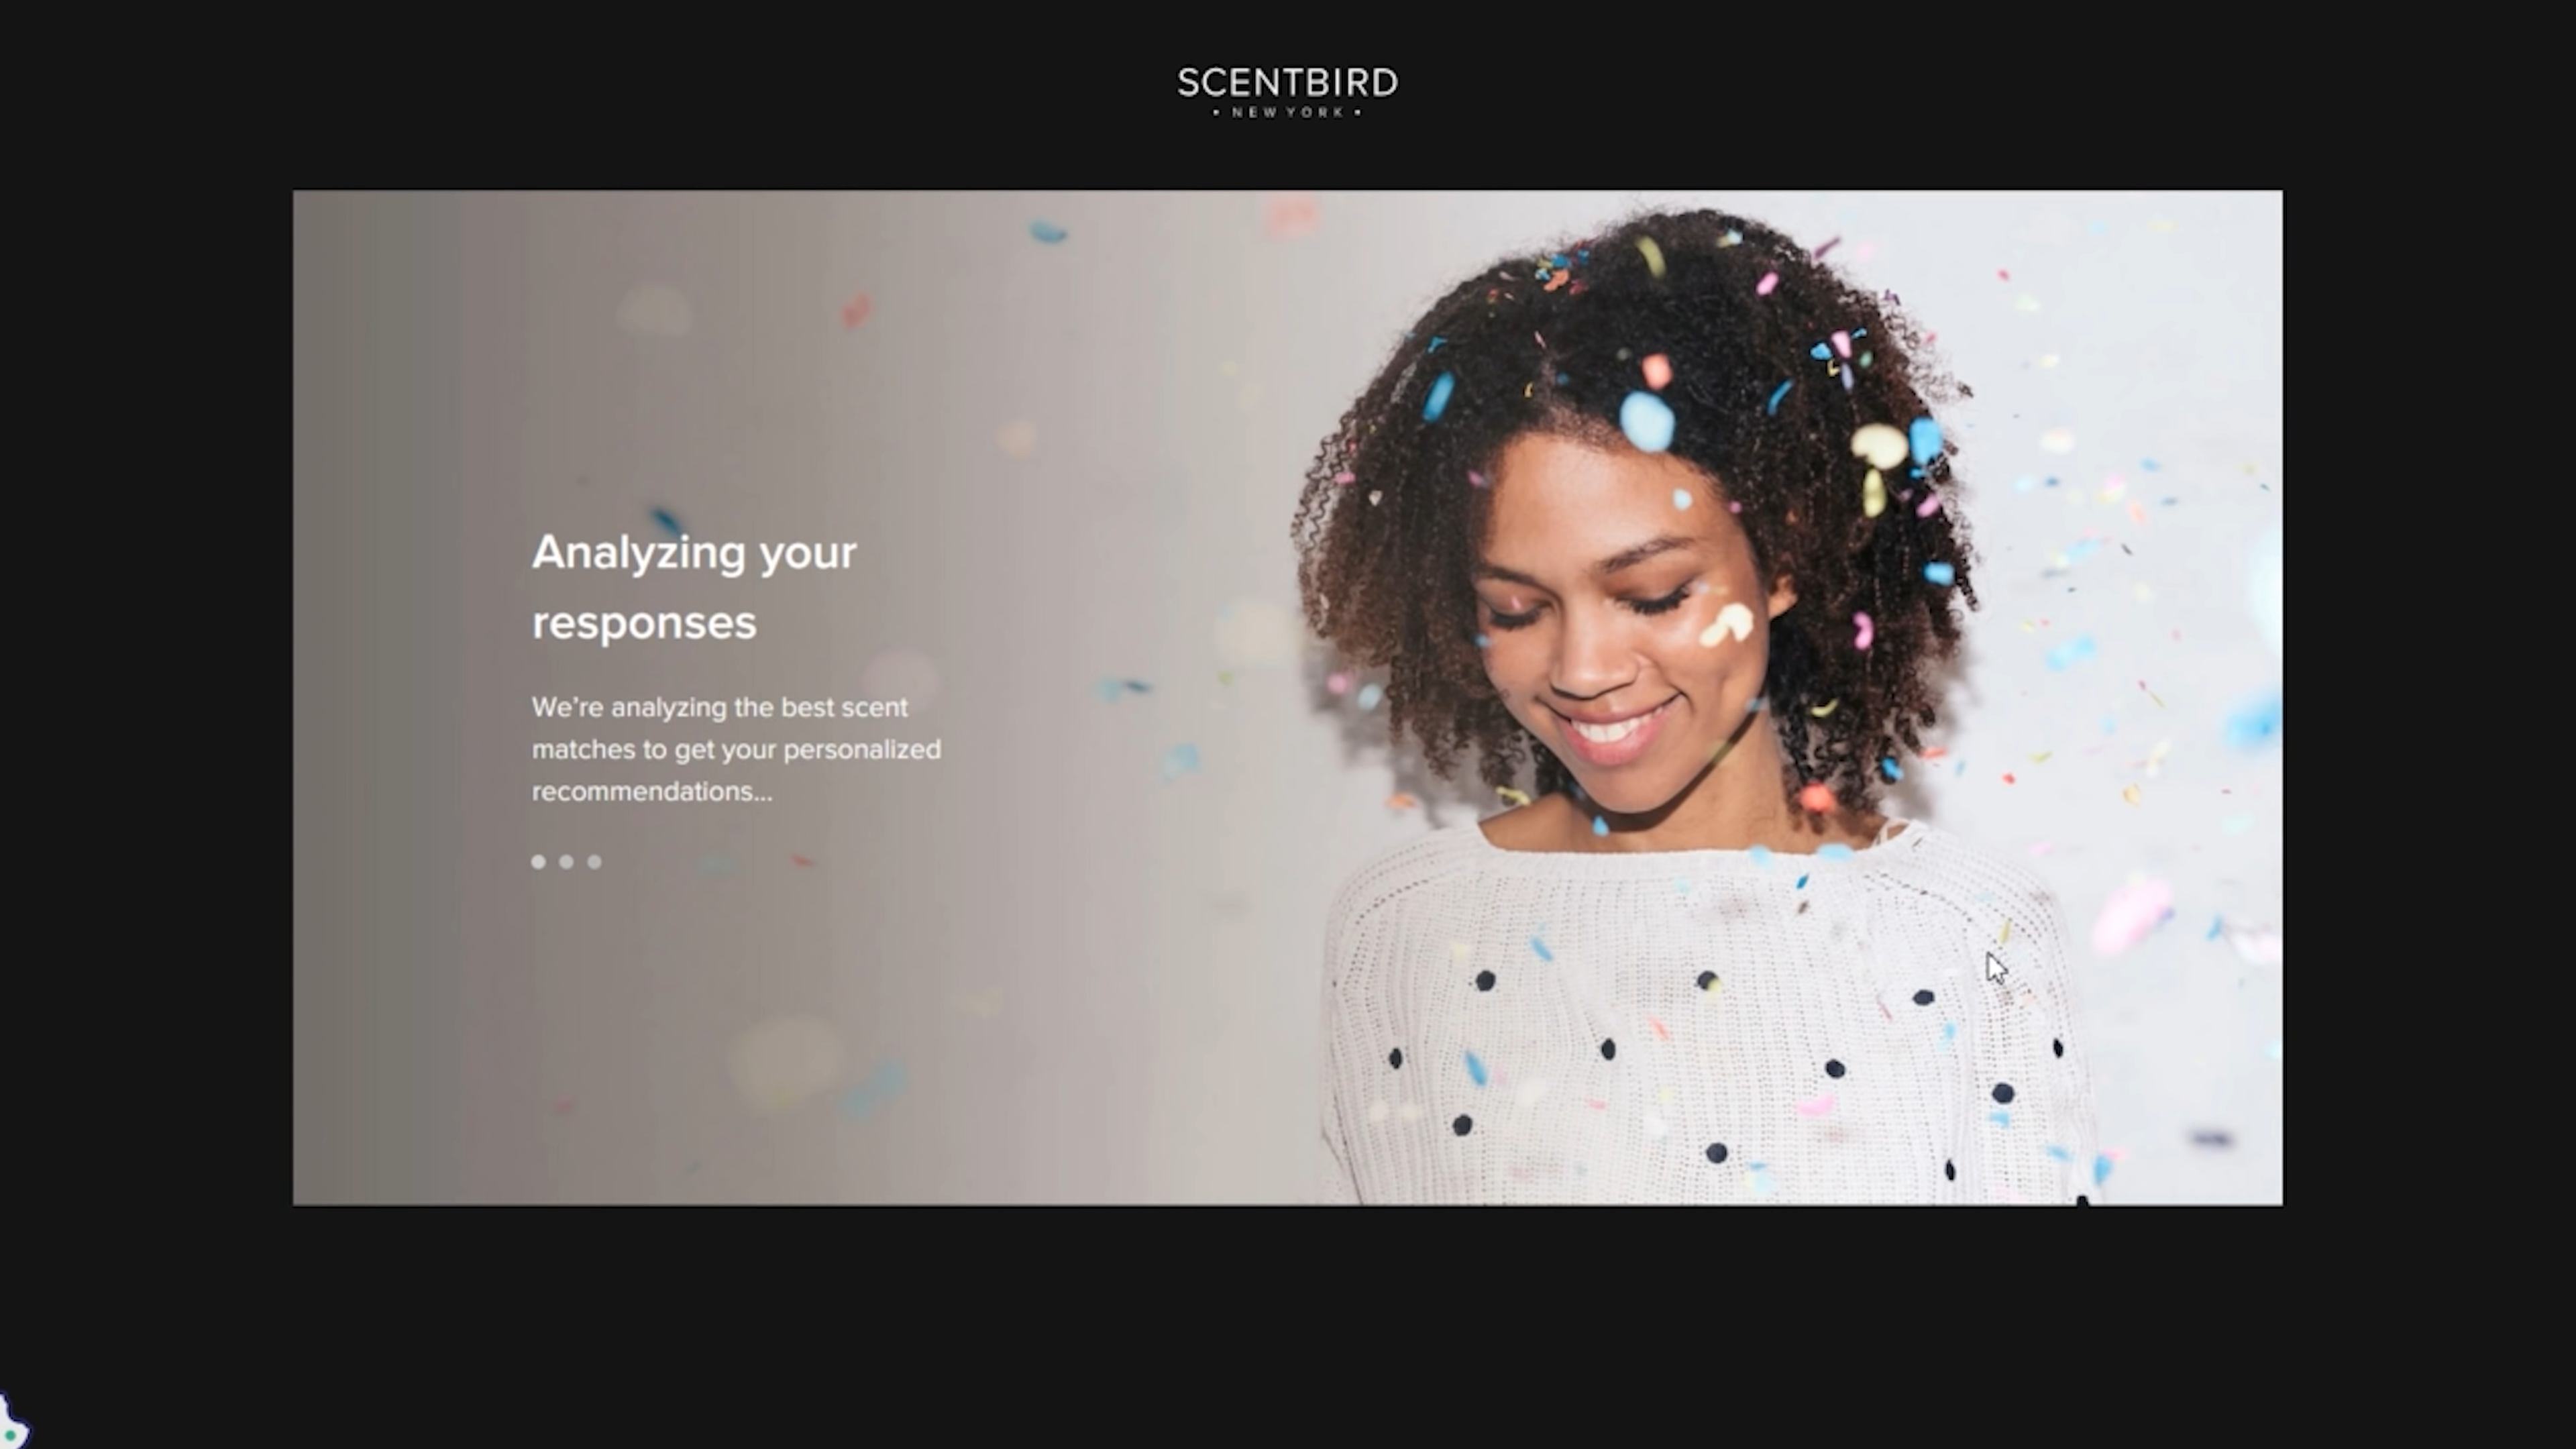 SCENTBIRD
• NEW YORK •
Analyzing your
responses
We’re analyzing the best scent
matches to get your personalized
recommendations...